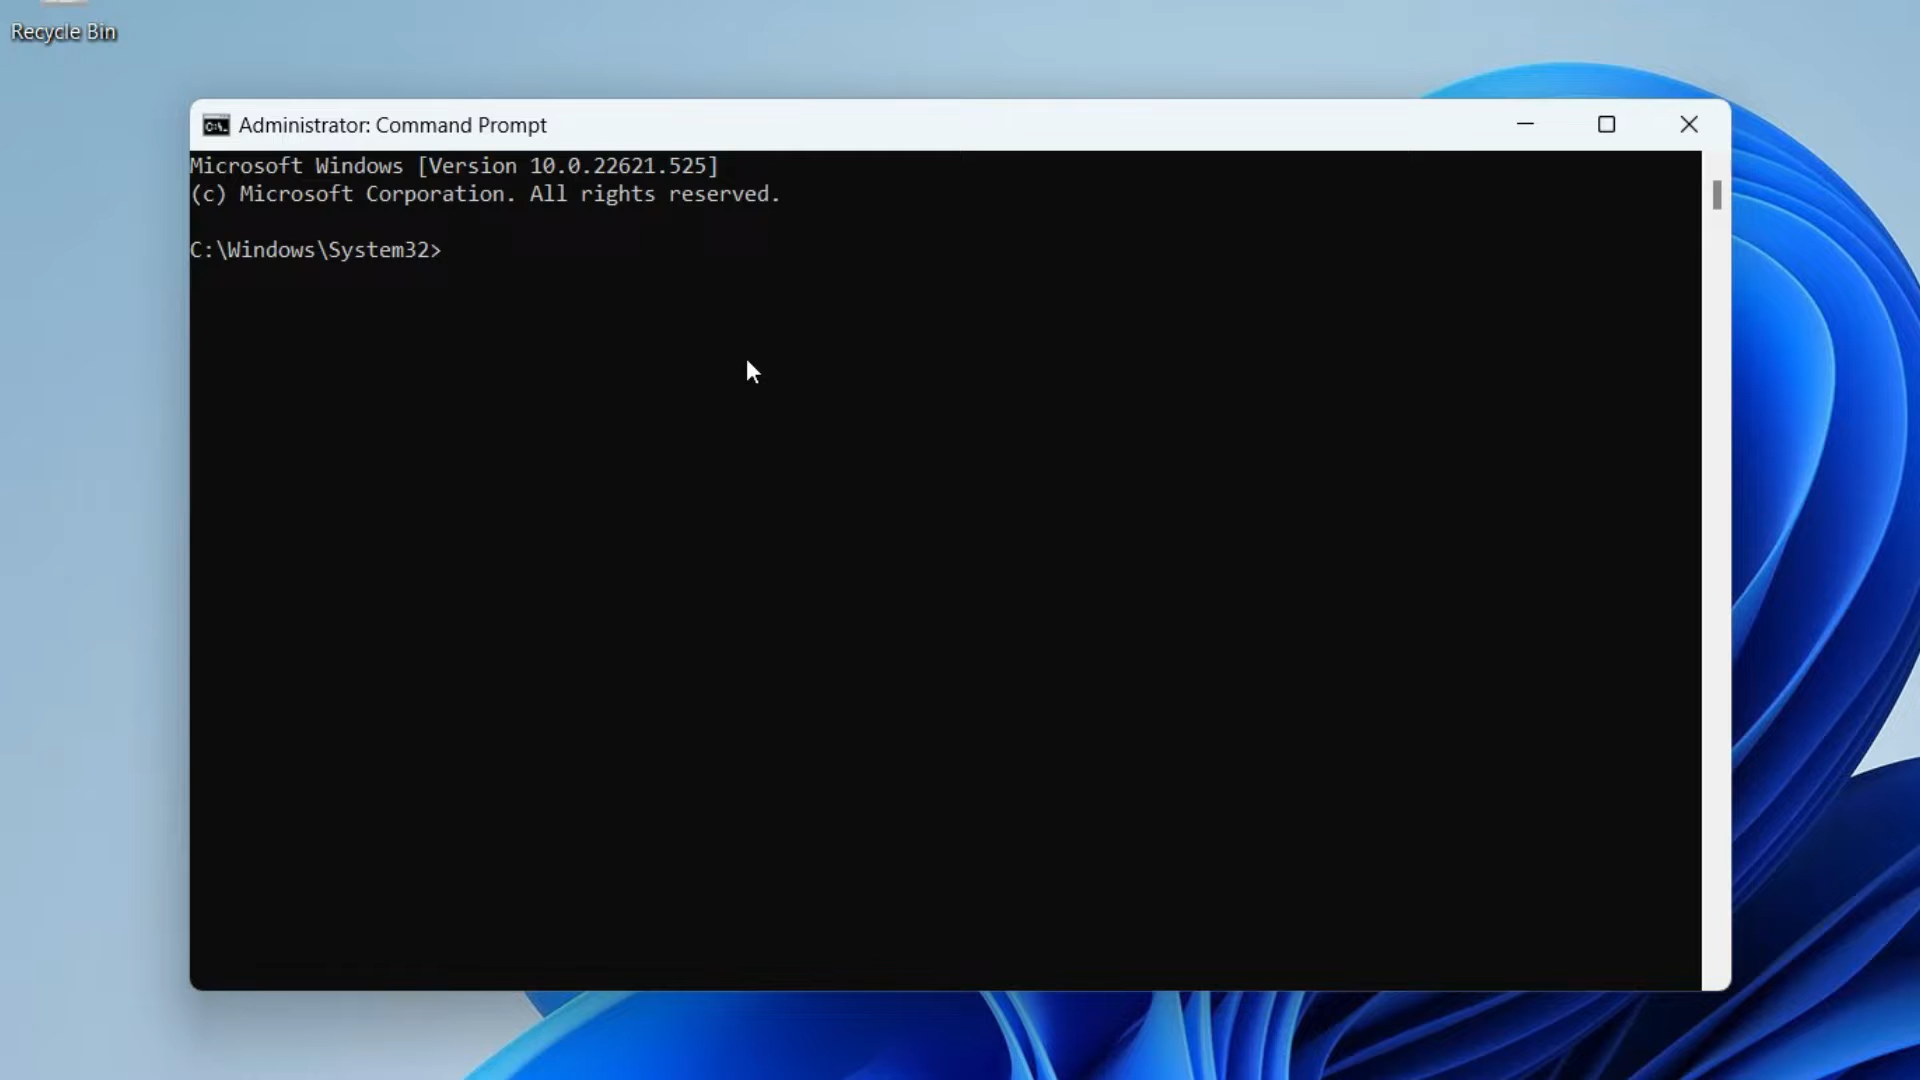 Recycle Bin
Administrator: Command Prompt
Microsoft Windows [Version 10.0.22621.525]
(c) Microsoft Corporation. All rights reserved.
C:\Windows\System32>